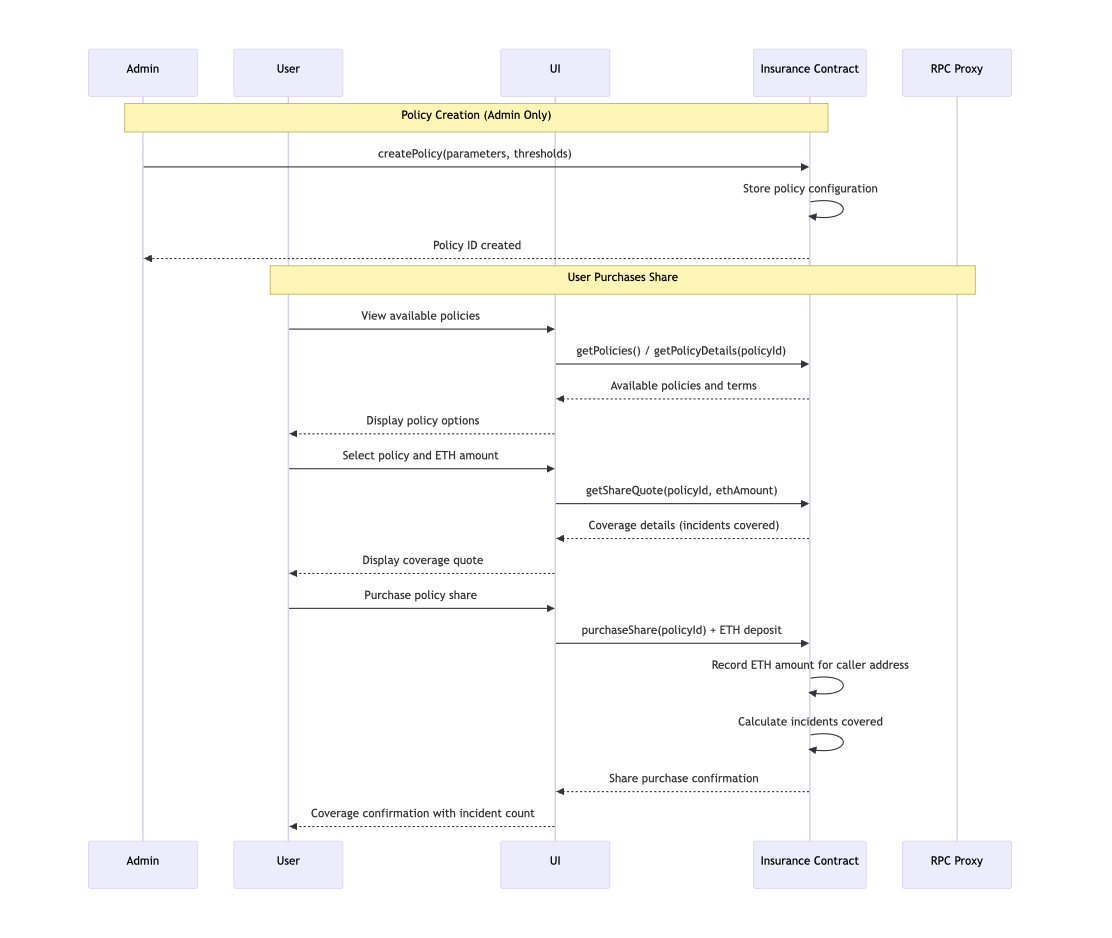 Admin
User
UI
Insurance Contract
RPC Proxy
Policy Creation (Admin Only)
createPolicy(parameters, thresholds)
Store policy configuration
Policy ID created
User Purchases Share
View available policies
getPolicies() / getPolicyDetails(policyId)
Available policies and terms
Display policy options
Select policy and ETH amount
getShareQuote(policyId, ethAmount)
Coverage details (incidents covered)
Display coverage quote
Purchase policy share
purchaseShare(policyId) + ETH deposit
Record ETH amount for caller address
Calculate incidents covered
Share purchase confirmation
Coverage confirmation with incident count
Admin
User
UI
Insurance Contract
RPC Proxy